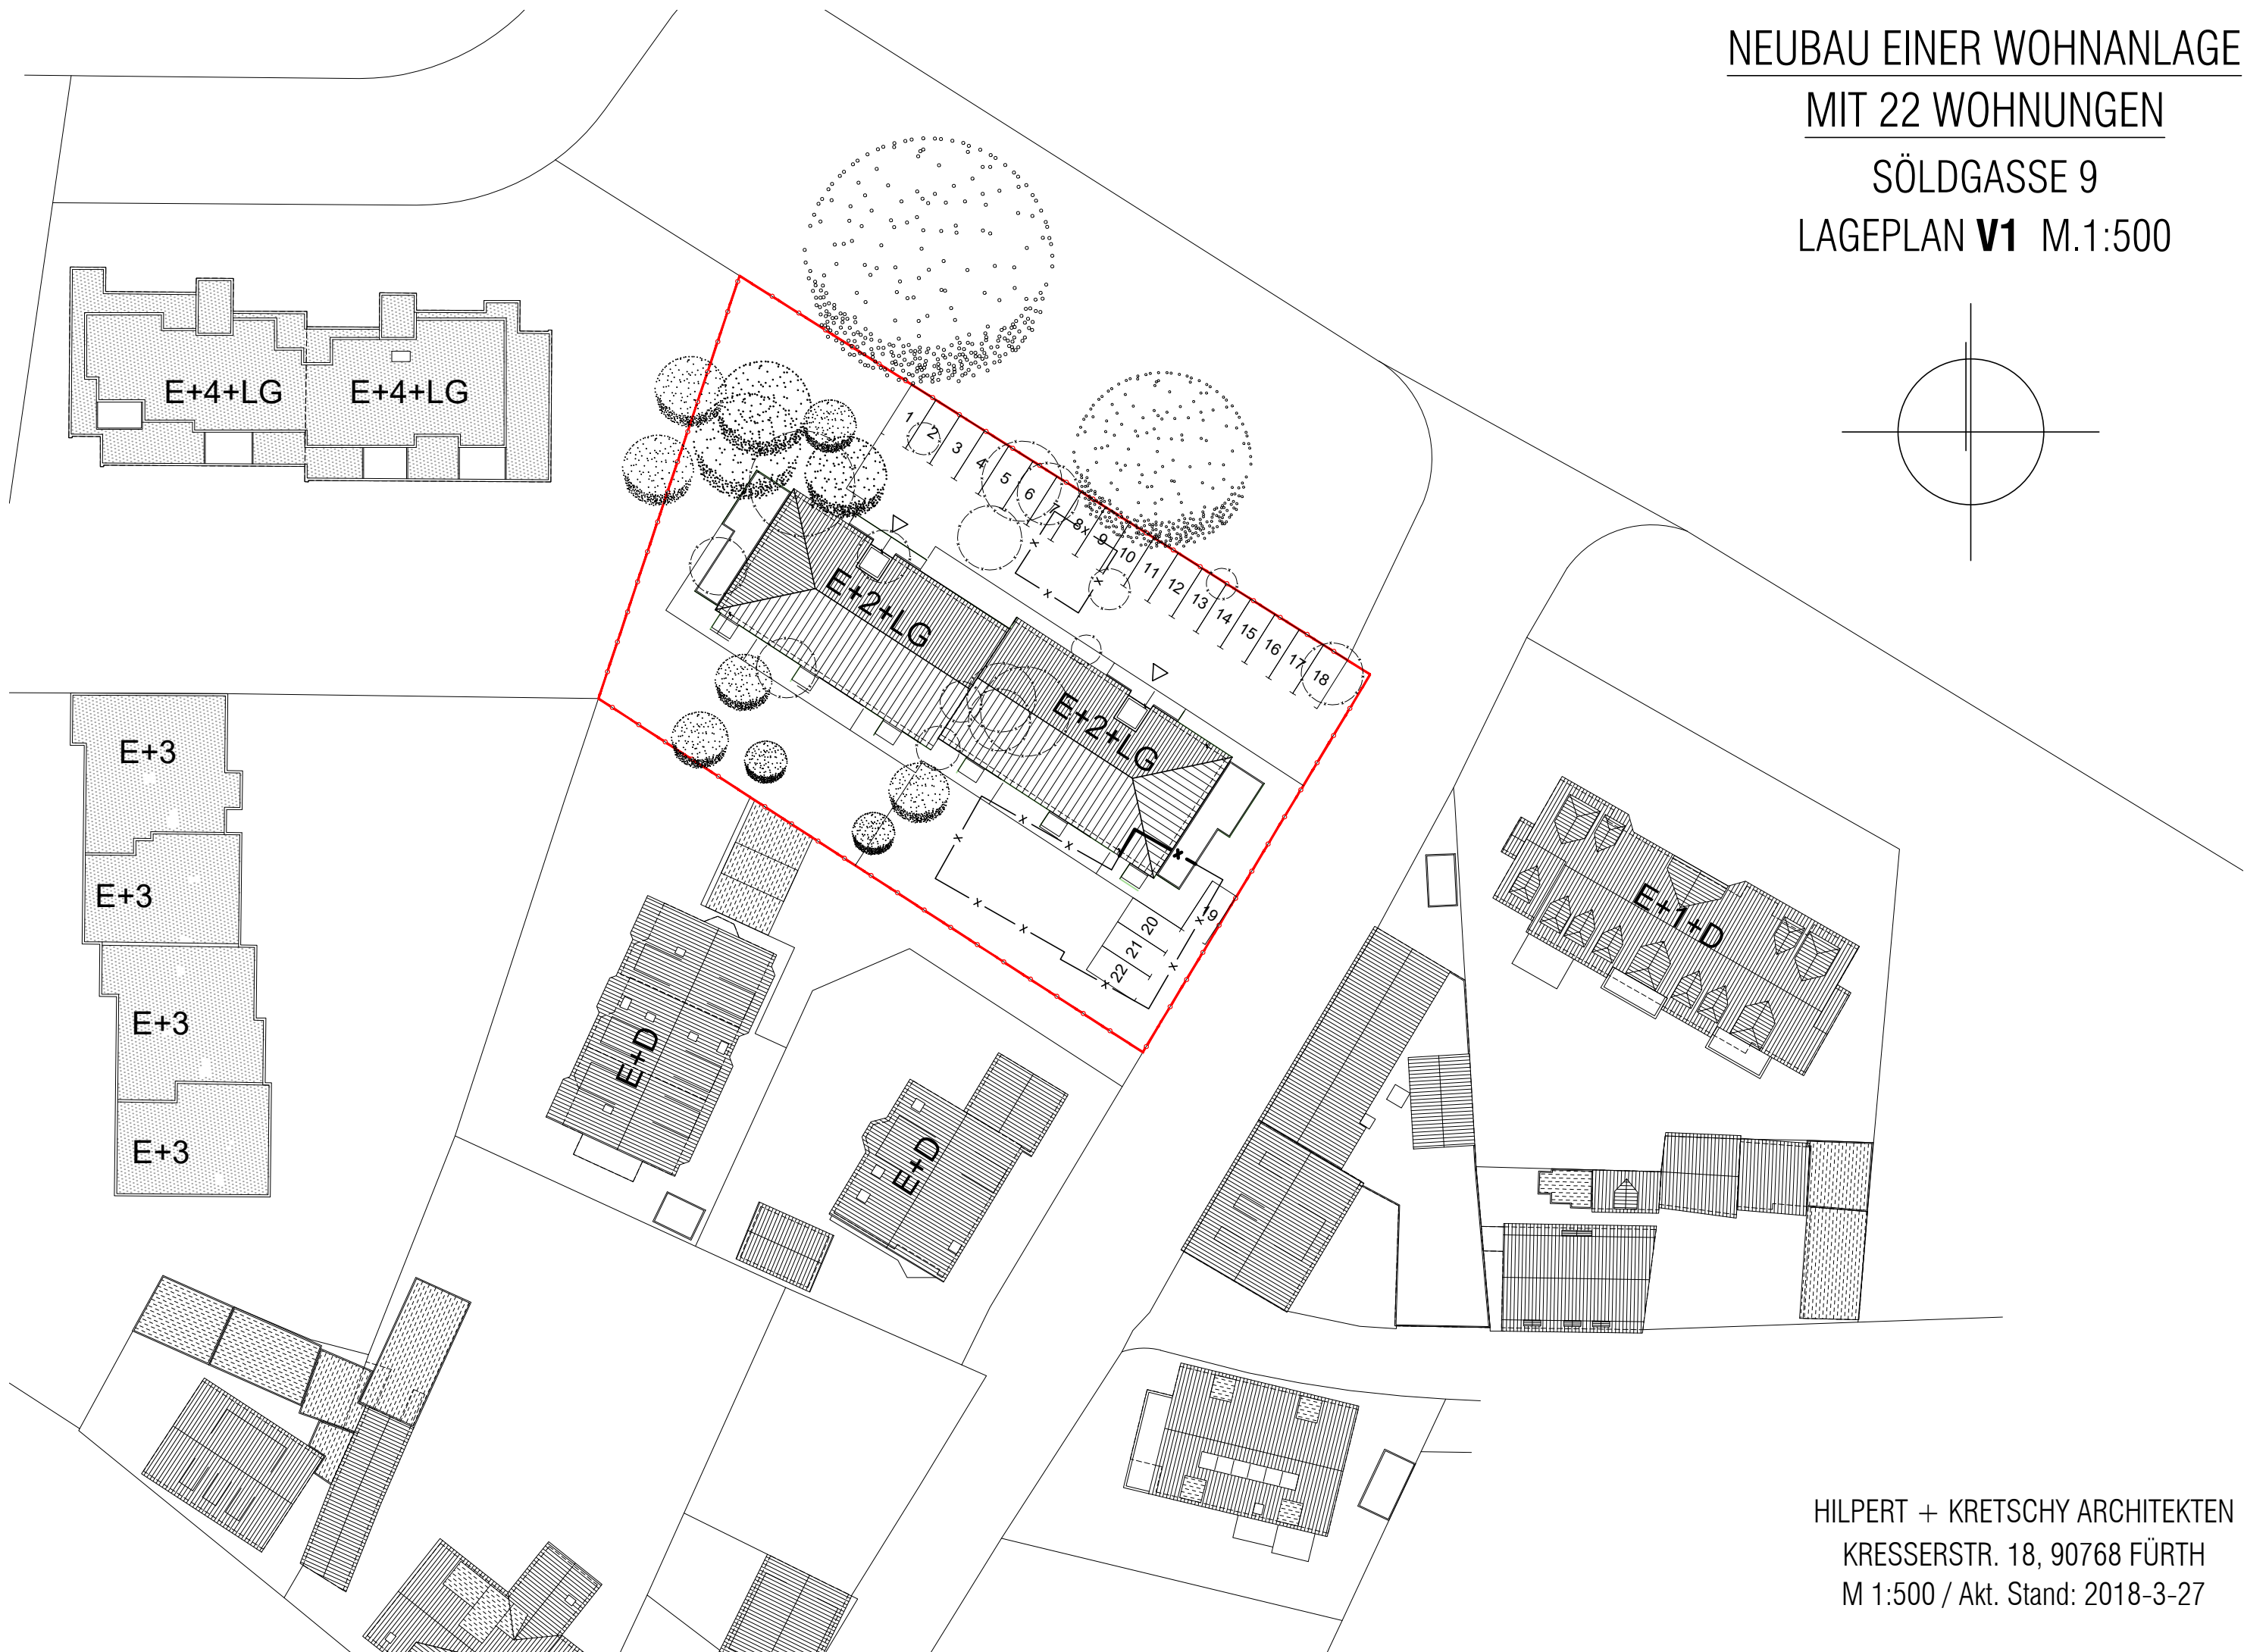 NEUBAU EINER WOHNANLAGE
MIT 22 WOHNUNGEN
SÖLDGASSE 9
LAGEPLAN V1 M.1:500
E+4+LG
E+4+LG
1
2
3
4
5
6
7
8
9
10
11
12
13
14
15
16
17
18
E+2+LG
E+2+LG
E+3
E+3
E+3
E+3
19
20
21
22
E+1+D
E+D
E+D
HILPERT + KRETSCHY ARCHITEKTEN
KRESSERSTR. 18, 90768 FÜRTH
M 1:500 / Akt. Stand: 2018-3-27